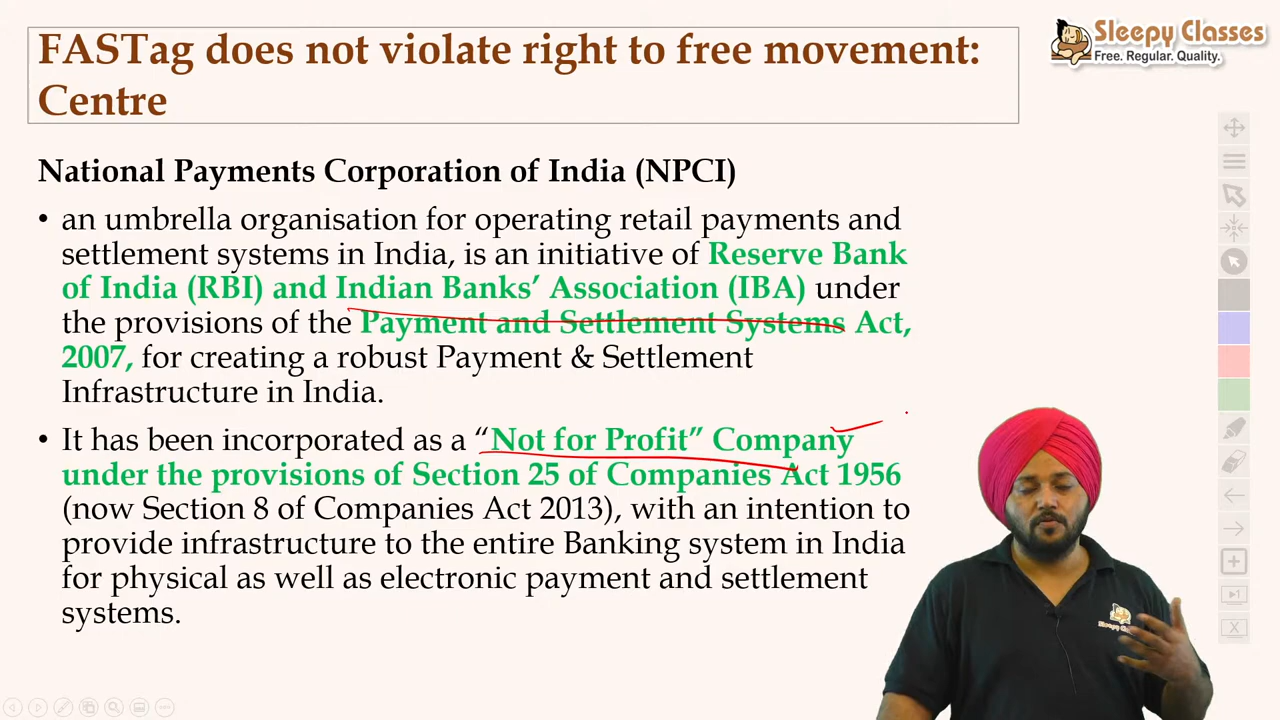 FASTag does not violate right to free movement:
Centre
Sleepy Classes
Free. Regular. Quality.
National Payments Corporation of India (NPCI)
• an umbrella organisation for operating retail payments and
settlement systems in India, is an initiative of Reserve Bank
of India (RBI) and Indian Banks’ Association (IBA) under
the provisions of the Payment and Settlement Systems Act,
2007, for creating a robust Payment & Settlement
Infrastructure in India.
• It has been incorporated as a “Not for Profit” Company
under the provisions of Section 25 of Companies Act 1956
(now Section 8 of Companies Act 2013), with an intention to
provide infrastructure to the entire Banking system in India
for physical as well as electronic payment and settlement
systems.
Sleepy Classes